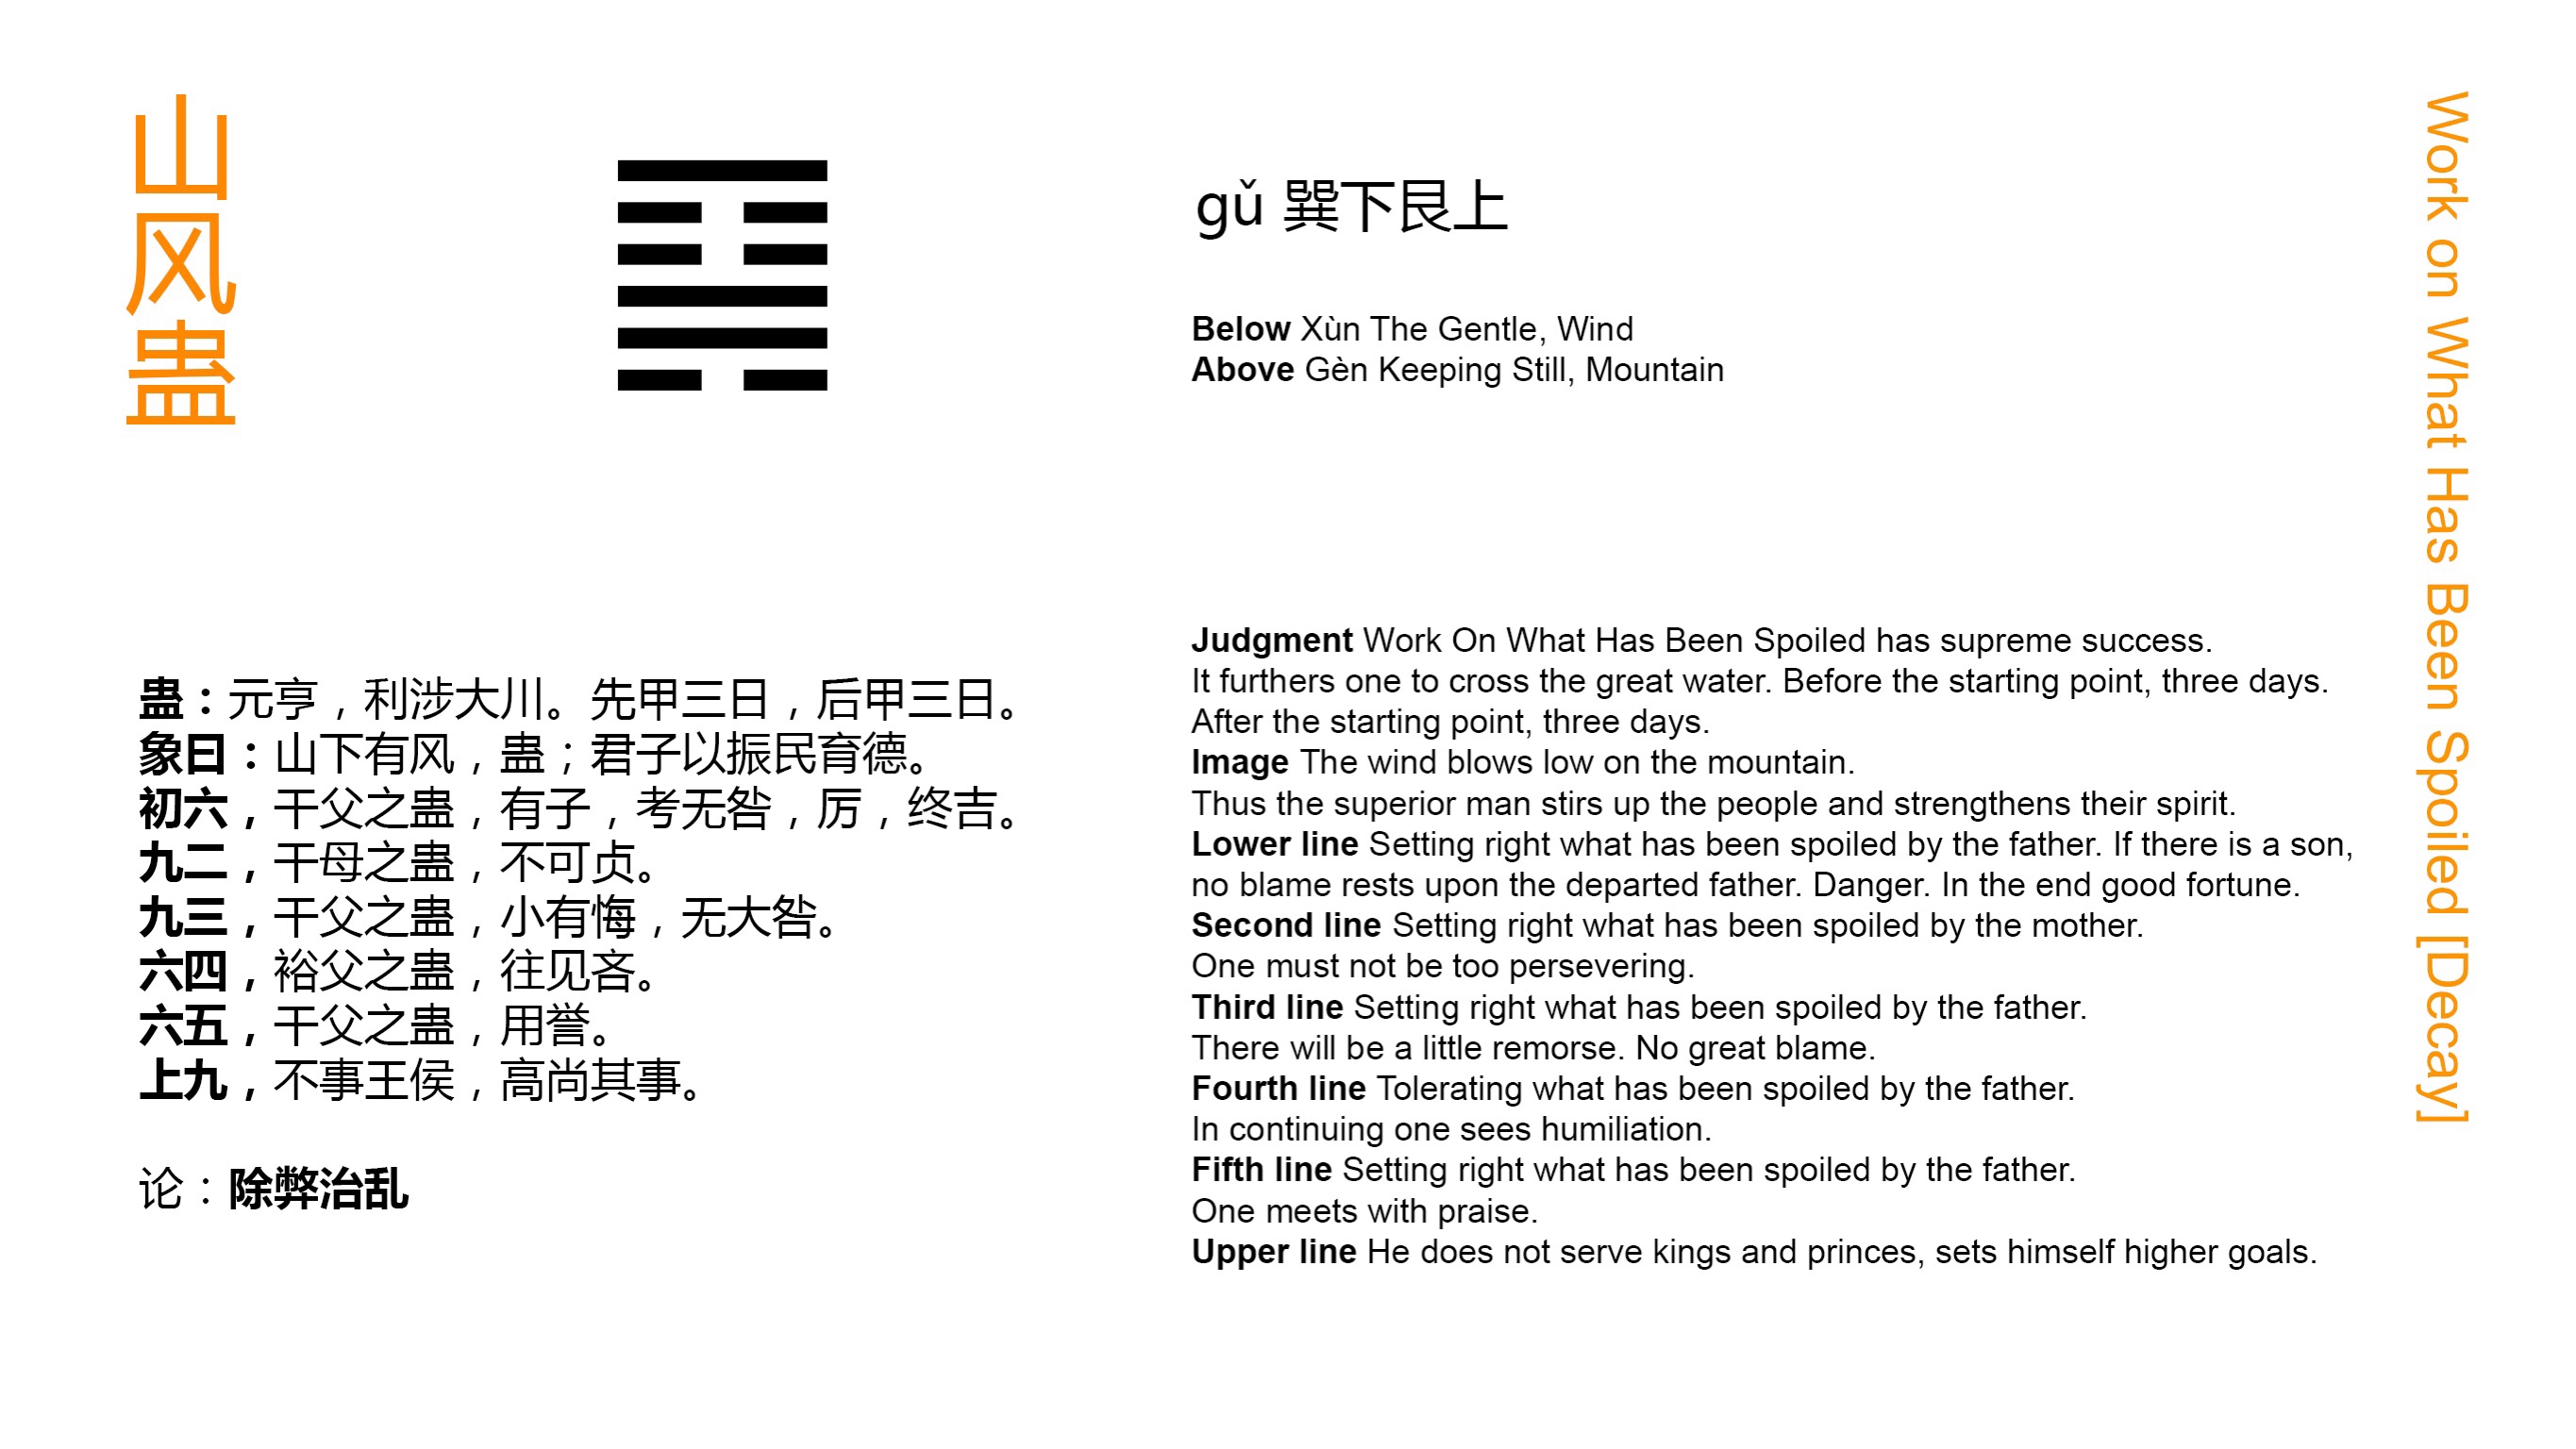 山风蛊
gǔ 巽下艮上
Below Xùn The Gentle, Wind
Above Gèn Keeping Still, Mountain
蛊：元亨，利涉大川。先甲三日，后甲三日。
象曰：山下有风，蛊；君子以振民育德。
初六，干父之蛊，有子，考无咎，厉，终吉。
九二，干母之蛊，不可贞。
九三，干父之蛊，小有悔，无大咎。
六四，裕父之蛊，往见吝。
六五，干父之蛊，用誉。
上九，不事王侯，高尚其事。
论：除弊治乱
Judgment Work On What Has Been Spoiled has supreme success.
It furthers one to cross the great water. Before the starting point, three days.
After the starting point, three days.
Image The wind blows low on the mountain.
Thus the superior man stirs up the people and strengthens their spirit.
Lower line Setting right what has been spoiled by the father. If there is a son,
no blame rests upon the departed father. Danger. In the end good fortune.
Second line Setting right what has been spoiled by the mother.
One must not be too persevering.
Third line Setting right what has been spoiled by the father.
There will be a little remorse. No great blame.
Fourth line Tolerating what has been spoiled by the father.
In continuing one sees humiliation.
Fifth line Setting right what has been spoiled by the father.
One meets with praise.
Upper line He does not serve kings and princes, sets himself higher goals.
Work on What Has Been Spoiled [Decay]